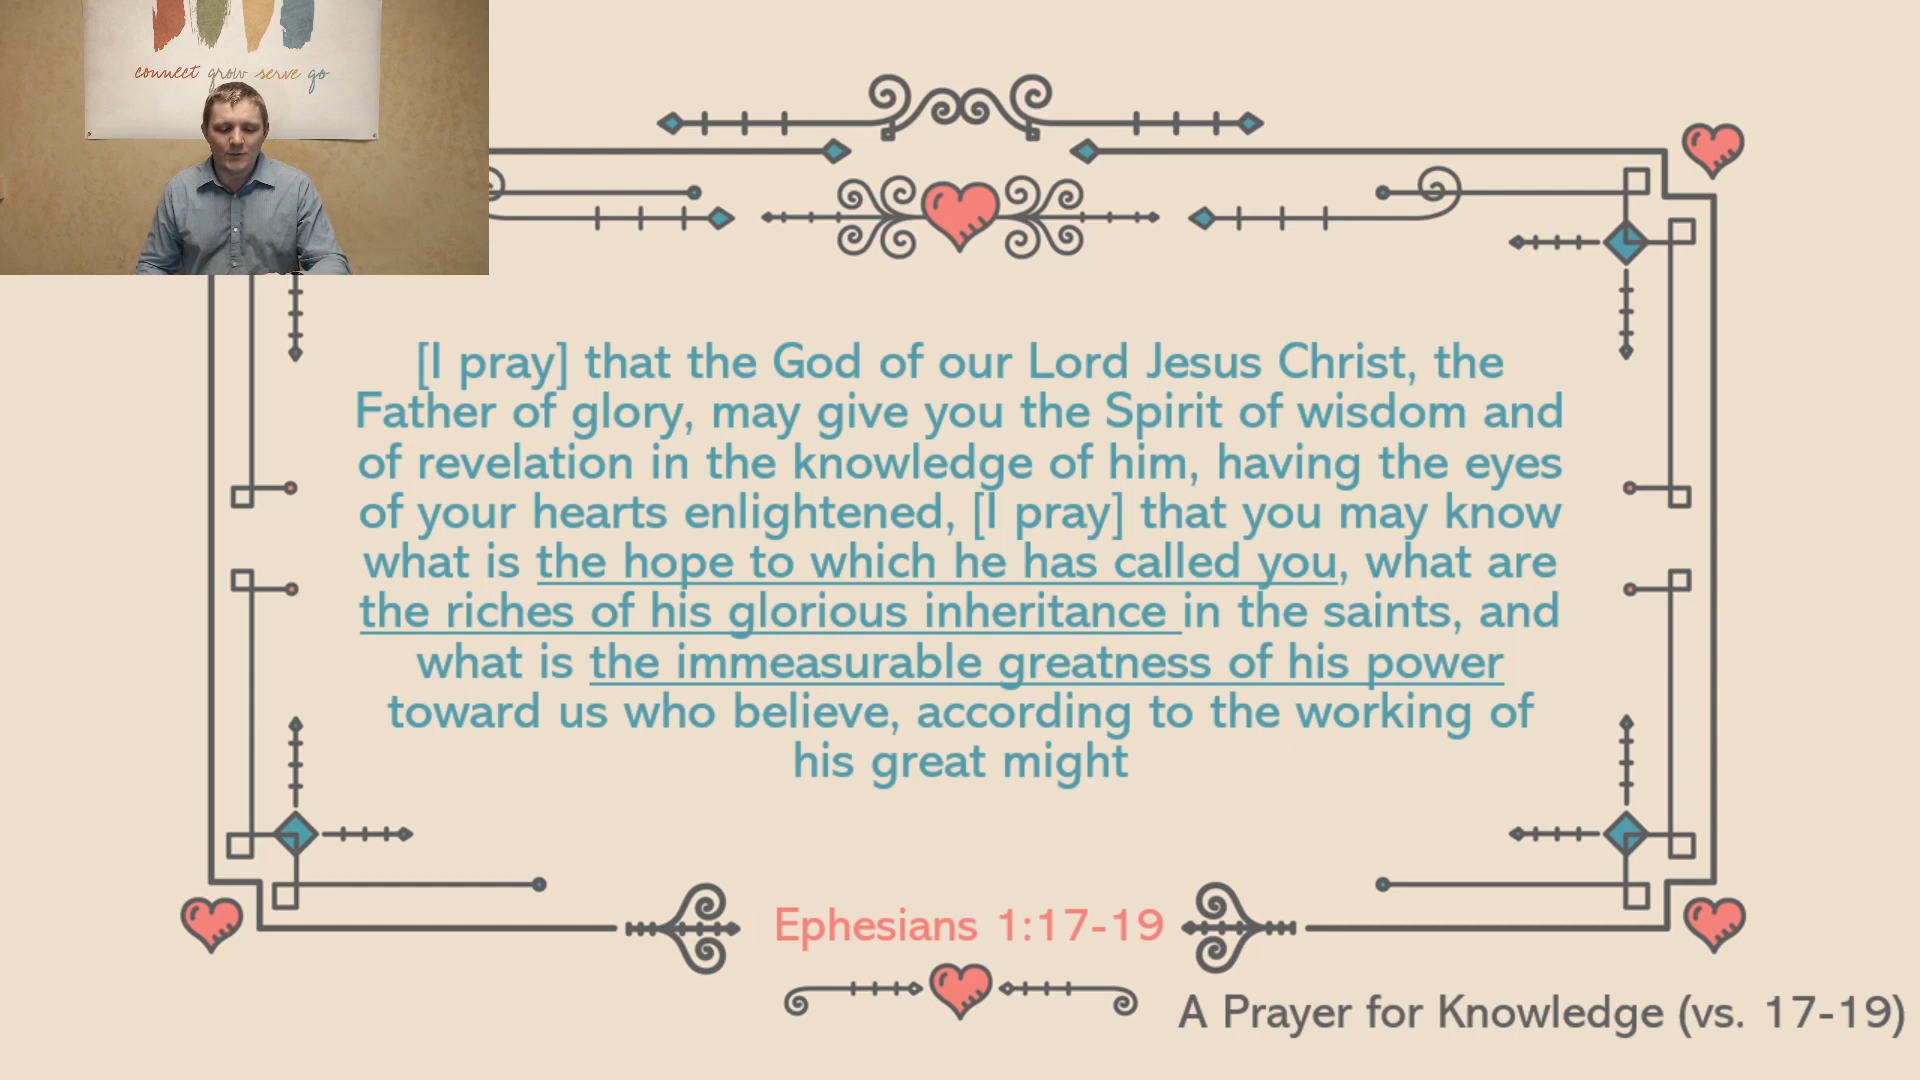 connect grow serve go
[I pray] that the God of our Lord Jesus Christ, the
Father of glory, may give you the Spirit of wisdom and
of revelation in the knowledge of him, having the eyes
of your hearts enlightened, [I pray] that you may know
what is the hope to which he has called you, what are
the riches of his glorious inheritance in the saints, and
what is the immeasurable greatness of his power
toward us who believe, according to the working of
his great might
Ephesians 1:17-19
A Prayer for Knowledge (vs. 17-19)